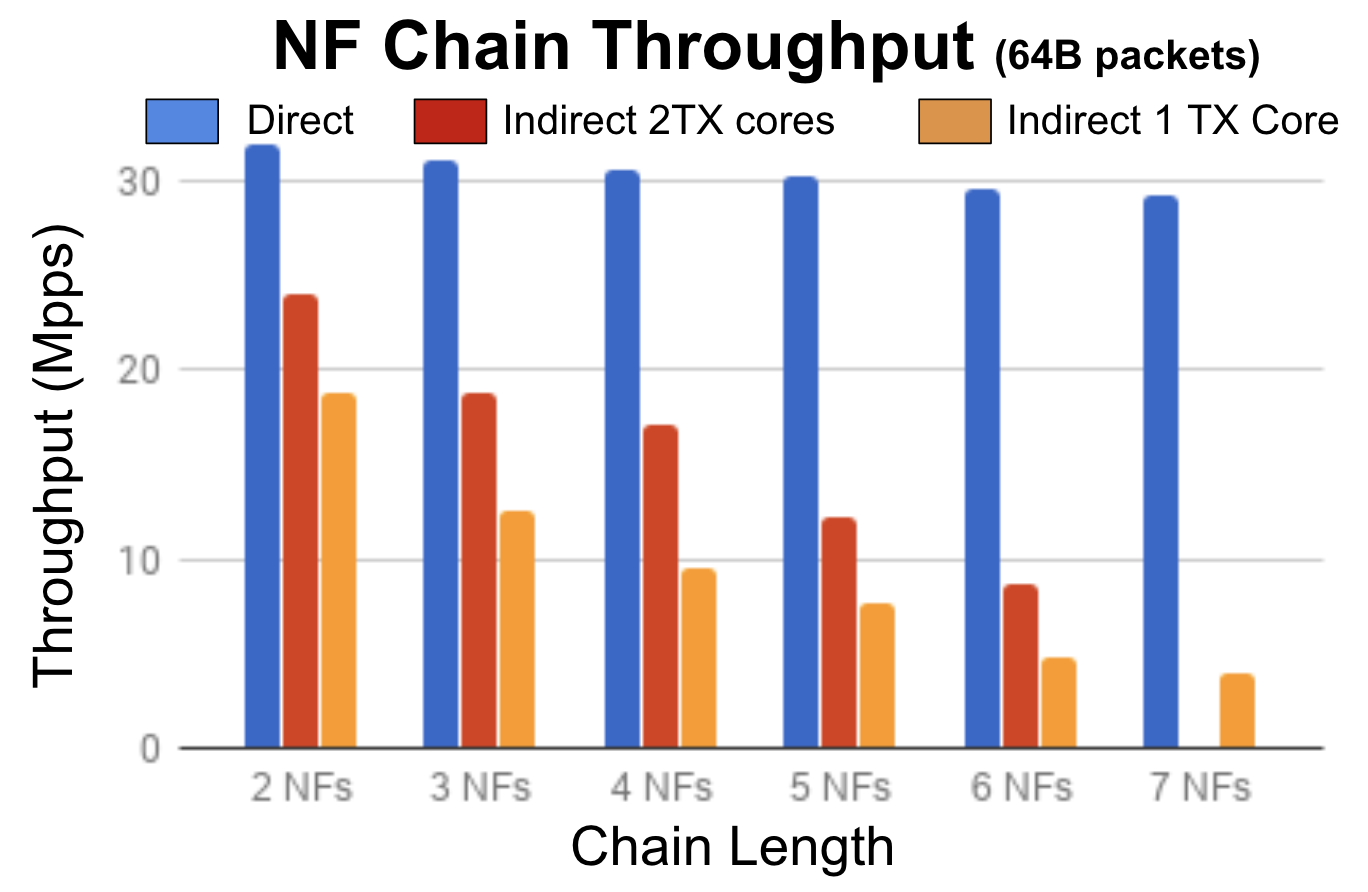 NF Chain Throughput (64B packets)
Direct
Indirect 2TX cores
Indirect 1 TX Core
Throughput (Mpps)
30
20
10
0
2 NFs
3 NFs
4 NFs
5 NFs
6 NFs
7 NFs
Chain Length